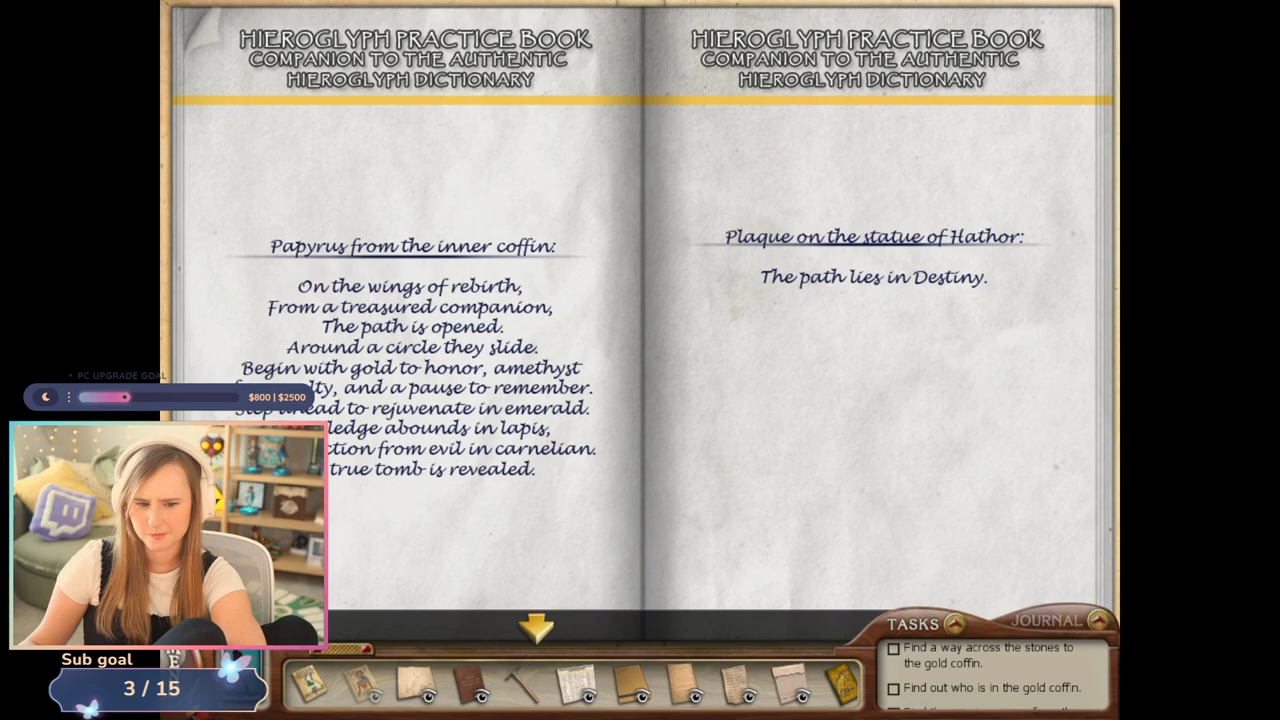 HIEROGLYPH PRACTICE BOOK
COMPANION TO THE AUTHENTIC
HIEROGLYPH DICTIONARY
Papyrus from the inner coffin:
On the wings of rebirth,
From a treasured companion,
The path is opened.
Around a circle they slide.
Begin with gold to honor, amethyst
and a pause to remember.
to rejuvenate in emerald.
abounds in lapis,
from evil in carnelian.
true tomb is revealed.
HIEROGLYPH PRACTICE BOOK
COMPANION TO THE AUTHENTIC
HIEROGLYPH DICTIONARY
Plaque on the statue of Hathor:
The path lies in Destiny.
PC UPGRADE GOAL
$800 | $2500
Sub goal
3 / 15
TASKS
JOURNAL
Find a way across the stones to
the gold coffin.
Find out who is in the gold coffin.